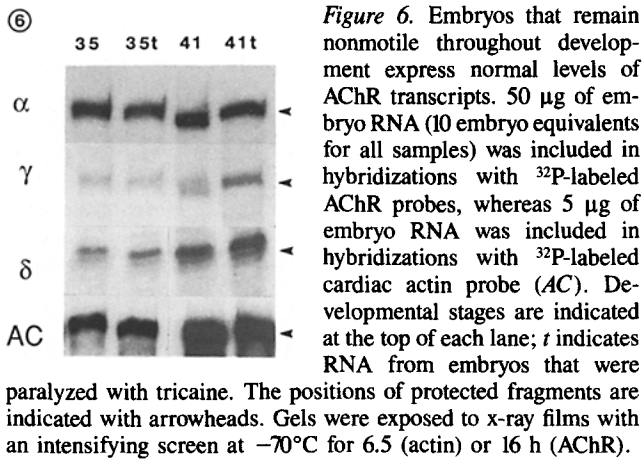 ⑥
35 35t 41 41t
α
γ
δ
AC
Figure 6. Embryos that remain
nonmotile throughout develop-
ment express normal levels of
AChR transcripts. 50 μg of em-
bryo RNA (10 embryo equivalents
for all samples) was included in
hybridizations with ³²P-labeled
AChR probes, whereas 5 μg of
embryo RNA was included in
hybridizations with ³²P-labeled
cardiac actin probe (AC). De-
velopmental stages are indicated
at the top of each lane; t indicates
RNA from embryos that were
paralyzed with tricaine. The positions of protected fragments are
indicated with arrowheads. Gels were exposed to x-ray films with
an intensifying screen at −70°C for 6.5 (actin) or 16 h (AChR).